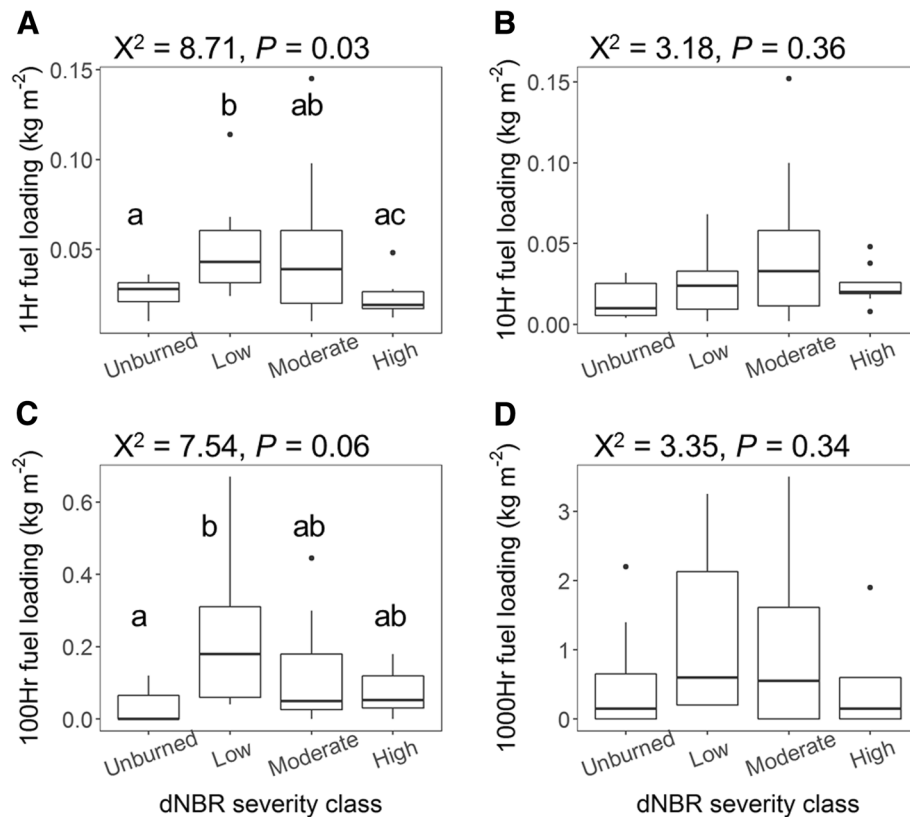 A
X² = 8.71, P = 0.03
1Hr fuel loading (kg m⁻²)
0.15
0.10
0.05
a
b
ab
ac
Unburned
Low
Moderate
High
B
X² = 3.18, P = 0.36
10Hr fuel loading (kg m⁻²)
0.15
0.10
0.05
0.00
Unburned
Low
Moderate
High
C
X² = 7.54, P = 0.06
100Hr fuel loading (kg m⁻²)
0.6
0.4
0.2
0.0
a
b
ab
ab
Unburned
Low
Moderate
High
dNBR severity class
D
X² = 3.35, P = 0.34
1000Hr fuel loading (kg m⁻²)
3
2
1
0
Unburned
Low
Moderate
High
dNBR severity class